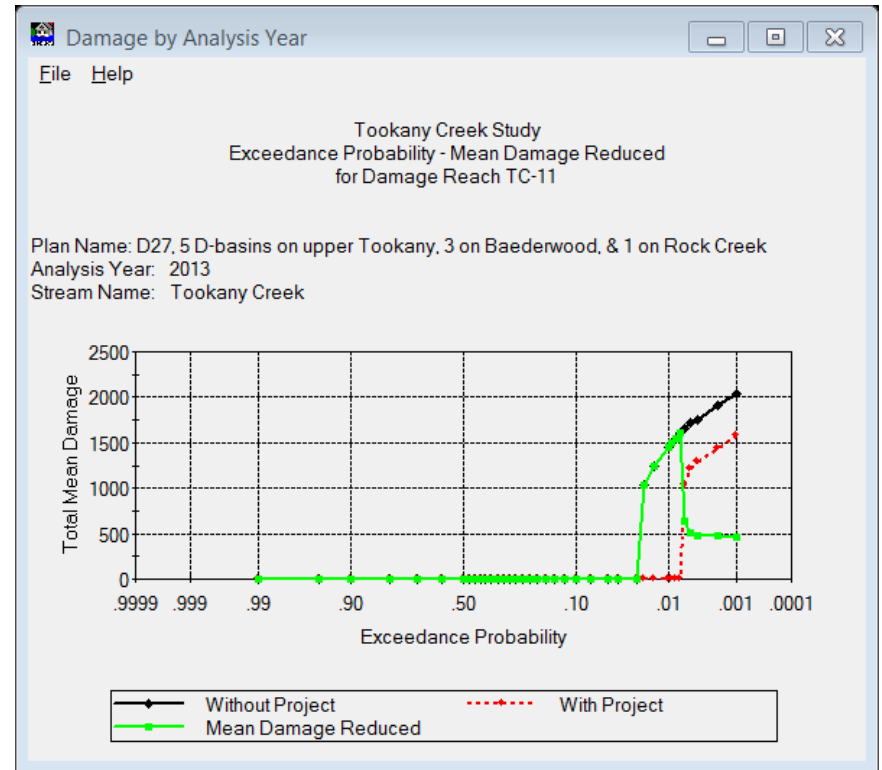 Damage by Analysis Year
File Help
Tookany Creek Study
Exceedance Probability - Mean Damage Reduced
for Damage Reach TC-11
Plan Name: D27, 5 D-basins on upper Tookany, 3 on Baederwood, & 1 on Rock Creek
Analysis Year: 2013
Stream Name: Tookany Creek
Total Mean Damage
2500
2000
1500
1000
500
0
.9999 .999 .99 .90 .50 .10 .01 .001 .0001
Exceedance Probability
Without Project With Project
Mean Damage Reduced